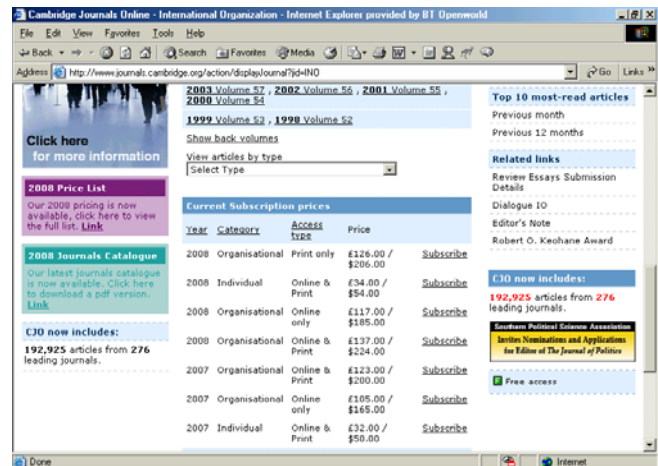 Cambridge Journals Online - International Organization - Internet Explorer provided by BT Openworld
File Edit View Favorites Tools Help
Back Search Favorites Media
Address http://www.journals.cambridge.org/action/displayJournal?jid=INO Go Links »
Click here
for more information
2008 Price List
Our 2008 pricing is now
available, click here to view
the full list. Link
2008 Journals Catalogue
Our latest journals catalogue
is now available. Click here
to download a pdf version.
Link
CJO now includes:
192,925 articles from 276
leading journals.
2003 Volume 57 , 2002 Volume 56 , 2001 Volume 55 ,
2000 Volume 54
1999 Volume 53 , 1998 Volume 52
Show back volumes
View articles by type
Select Type
Current Subscription prices
Year Category Access type Price
2008 Organisational Print only £126.00 / $206.00 Subscribe
2008 Individual Online & Print £34.00 / $54.00 Subscribe
2008 Organisational Online only £117.00 / $185.00 Subscribe
2008 Organisational Online & Print £137.00 / $224.00 Subscribe
2007 Organisational Online & Print £123.00 / $200.00 Subscribe
2007 Organisational Online only £105.00 / $165.00 Subscribe
2007 Individual Online & Print £32.00 / $50.00 Subscribe
Top 10 most-read articles
Previous month
Previous 12 months
Related links
Review Essays Submission
Details
Dialogue IO
Editor's Note
Robert O. Keohane Award
CJO now includes:
192,925 articles from 276
leading journals.
Southern Political Science Association
Invites Nominations and Applications
for Editor of The Journal of Politics
F Free access
Done Internet